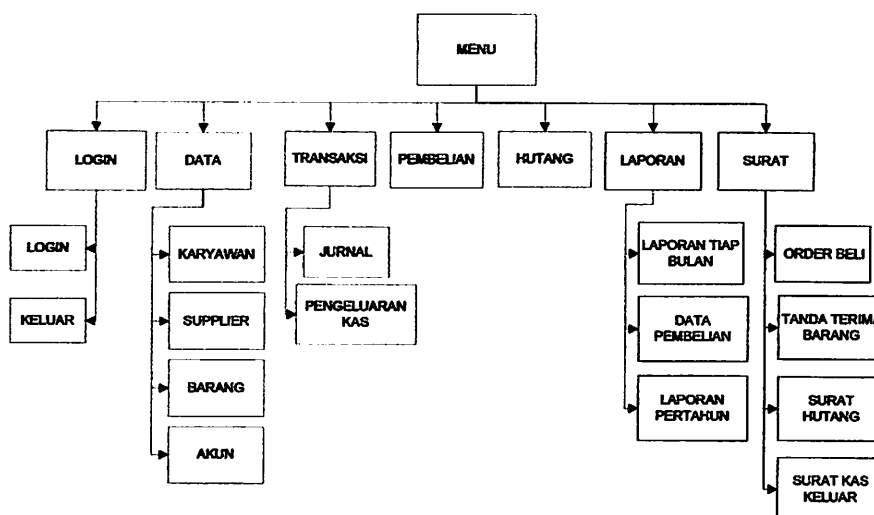 MENU
LOGIN
DATA
TRANSAKSI
PEMBELIAN
HUTANG
LAPORAN
SURAT
LOGIN
KELUAR
KARYAWAN
SUPPLIER
BARANG
AKUN
JURNAL
PENGELUARAN
KAS
LAPORAN TIAP
BULAN
DATA
PEMBELIAN
LAPORAN
PERTAHUN
ORDER BELI
TANDA TERIMA
BARANG
SURAT
HUTANG
SURAT KAS
KELUAR